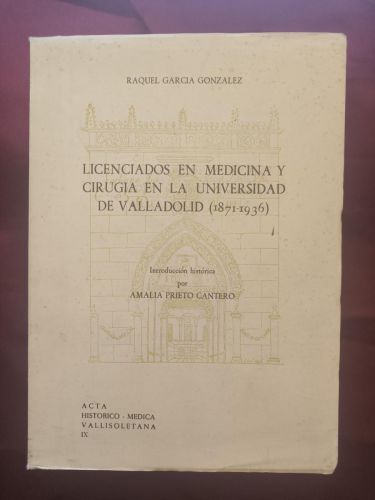 RAQUEL GARCIA GONZALEZ
LICENCIADOS EN MEDICINA Y
CIRUGIA EN LA UNIVERSIDAD
DE VALLADOLID (1871-1936)
Introducción histórica
por
AMALIA PRIETO CANTERO
ACTA
HISTORICO - MEDICA
VALLISOLETANA
IX